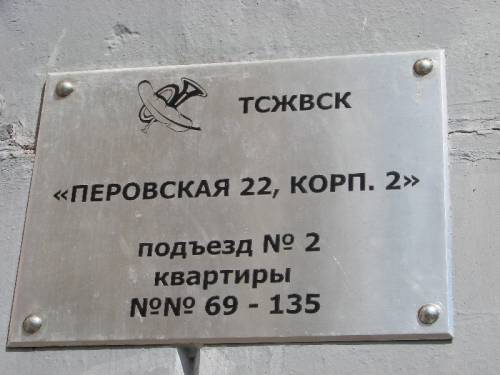 ТСЖВСК
«ПЕРОВСКАЯ 22, КОРП. 2»
подъезд № 2
квартиры
№№ 69 - 135